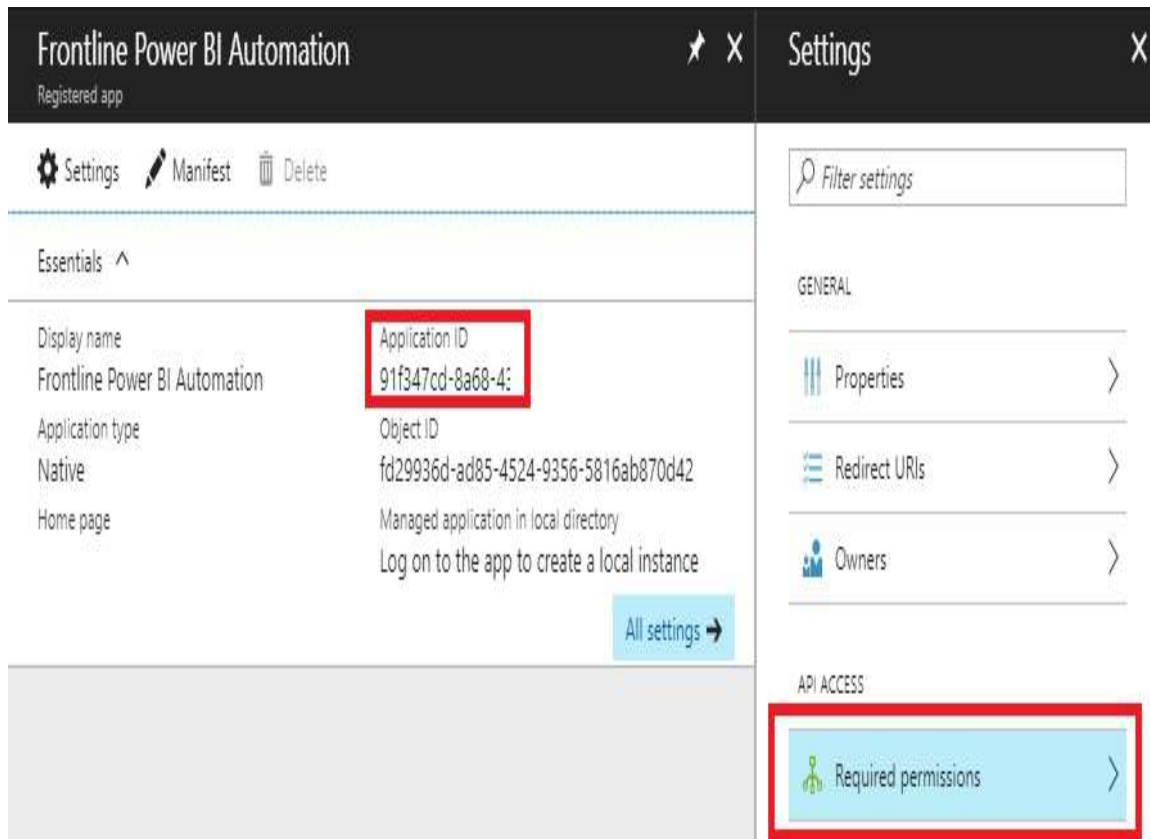 Frontline Power BI Automation
Registered app
Settings Manifest Delete
Essentials
Display name
Frontline Power BI Automation
Application ID
91f347cd-8a68-43
Application type
Native
Object ID
fd29936d-ad85-4524-9356-5816ab870d42
Home page
Managed application in local directory
Log on to the app to create a local instance
All settings
Settings
Filter settings
GENERAL
Properties
Redirect URIs
Owners
API ACCESS
Required permissions